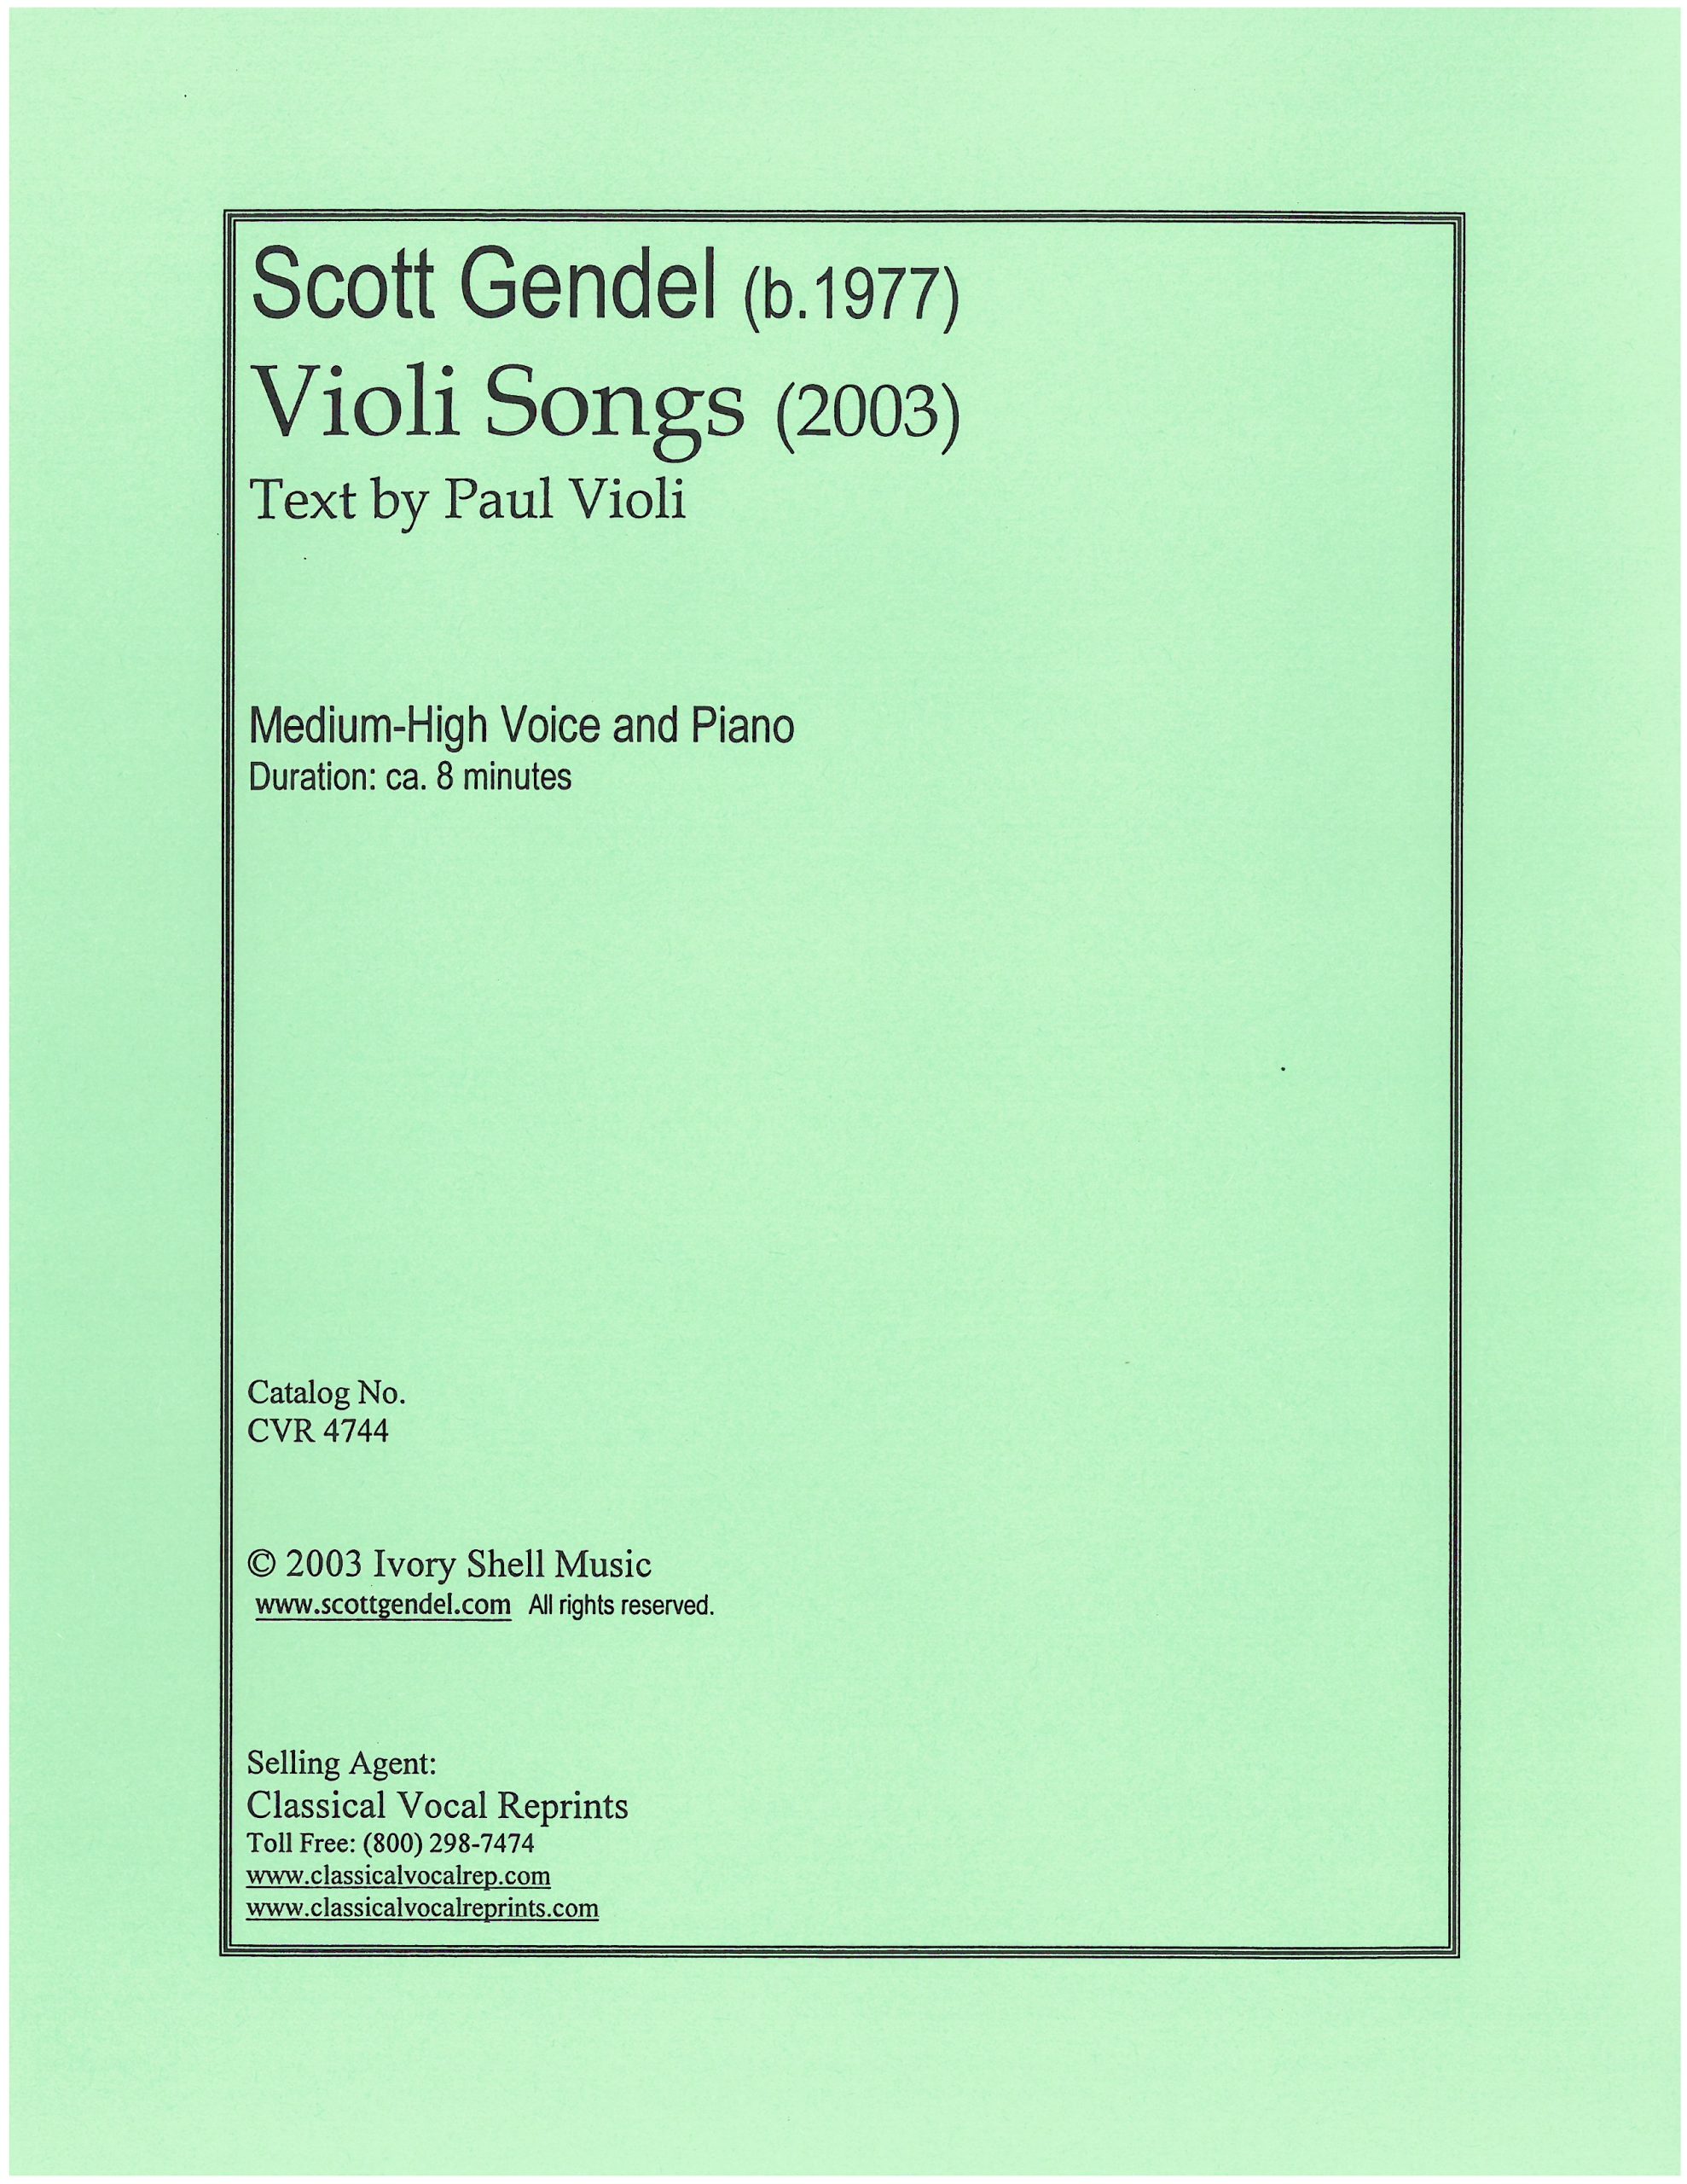 Scott Gendel (b.1977)
Violi Songs (2003)
Text by Paul Violi
Medium-High Voice and Piano
Duration: ca. 8 minutes
Catalog No.
CVR 4744
© 2003 Ivory Shell Music
www.scottgendel.com All rights reserved.
Selling Agent:
Classical Vocal Reprints
Toll Free: (800) 298-7474
www.classicalvocalrep.com
www.classicalvocalreprints.com